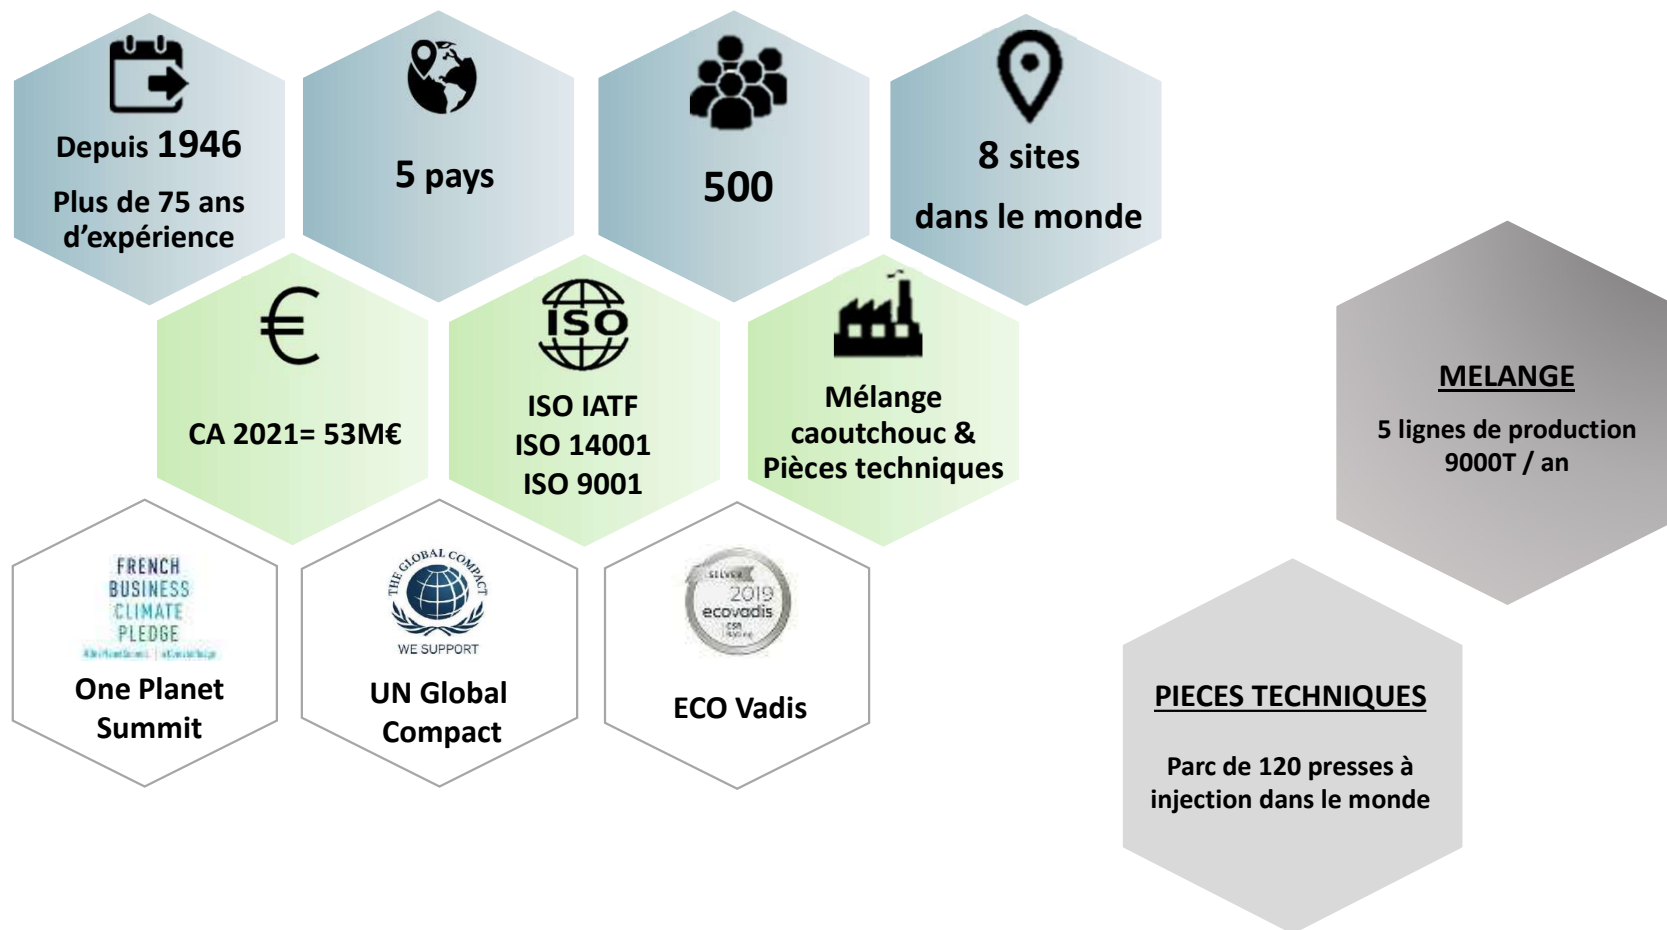 Depuis 1946
Plus de 75 ans
d'expérience
5 pays
500
8 sites
dans le monde
€
CA 2021= 53M€
ISO
ISO IATF
ISO 14001
ISO 9001
Mélange
caoutchouc &
Pièces techniques
MELANGE
5 lignes de production
9000T / an
FRENCH
BUSINESS
CLIMATE
PLEDGE
One Planet
Summit
THE GLOBAL COMPACT
WE SUPPORT
UN Global
Compact
SILVER
2019
ecovadis
CSR
Rating
ECO Vadis
PIECES TECHNIQUES
Parc de 120 presses à
injection dans le monde